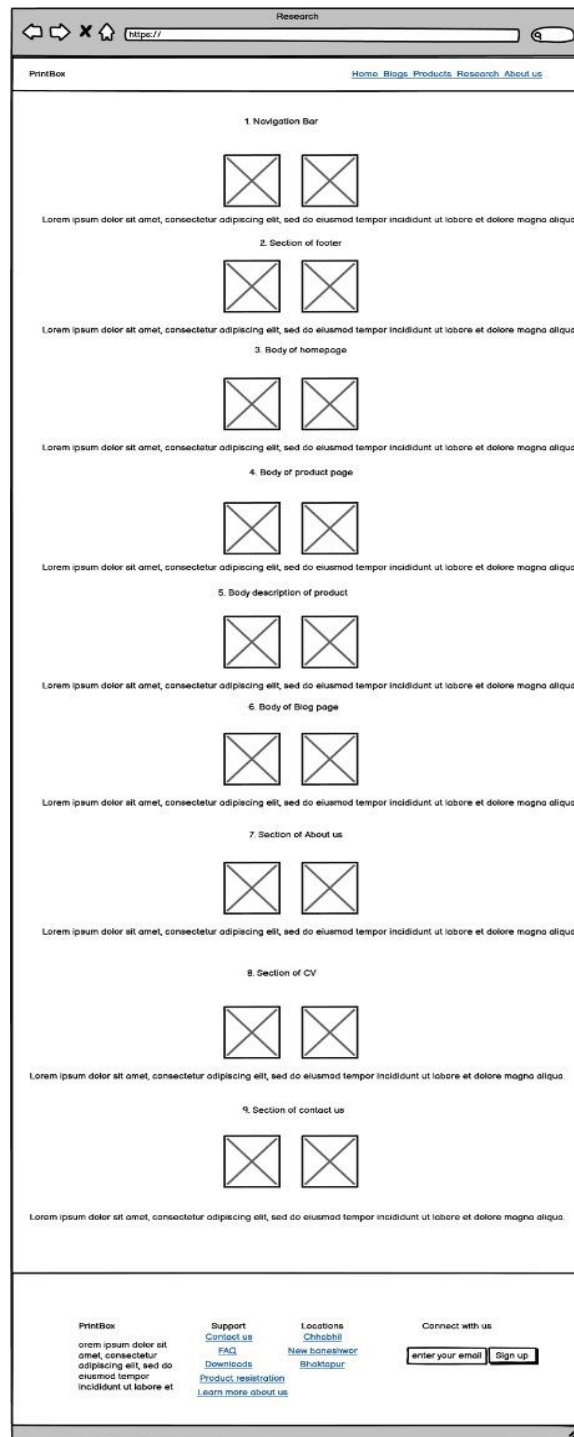 Research
https://
PrintBox
Home Blogs Products Research About us
1. Navigation Bar
Lorem ipsum dolor sit amet, consectetur adipiscing elit, sed do eiusmod tempor incididunt ut labore et dolore magna aliqua
2. Section of footer
Lorem ipsum dolor sit amet, consectetur adipiscing elit, sed do eiusmod tempor incididunt ut labore et dolore magna aliqua
3. Body of homepage
Lorem ipsum dolor sit amet, consectetur adipiscing elit, sed do eiusmod tempor incididunt ut labore et dolore magna aliqua
4. Body of product page
Lorem ipsum dolor sit amet, consectetur adipiscing elit, sed do eiusmod tempor incididunt ut labore et dolore magna aliqua
5. Body description of product
Lorem ipsum dolor sit amet, consectetur adipiscing elit, sed do eiusmod tempor incididunt ut labore et dolore magna aliqua
6. Body of Blog page
Lorem ipsum dolor sit amet, consectetur adipiscing elit, sed do eiusmod tempor incididunt ut labore et dolore magna aliqua
7. Section of About us
Lorem ipsum dolor sit amet, consectetur adipiscing elit, sed do eiusmod tempor incididunt ut labore et dolore magna aliqua
8. Section of CV
Lorem ipsum dolor sit amet, consectetur adipiscing elit, sed do eiusmod tempor incididunt ut labore et dolore magna aliqua.
9. Section of contact us
Lorem ipsum dolor sit amet, consectetur adipiscing elit, sed do eiusmod tempor incididunt ut labore et dolore magna aliqua.
PrintBox
orem ipsum dolor sit
amet, consectetur
adipiscing elit, sed do
eiusmod tempor
incididunt ut labore et
Support
Contact us
FAQ
Downloads
Product resistration
Learn more about us
Locations
Chhabhil
New baneshwor
Bhaktapur
Connect with us
enter your email
Sign up